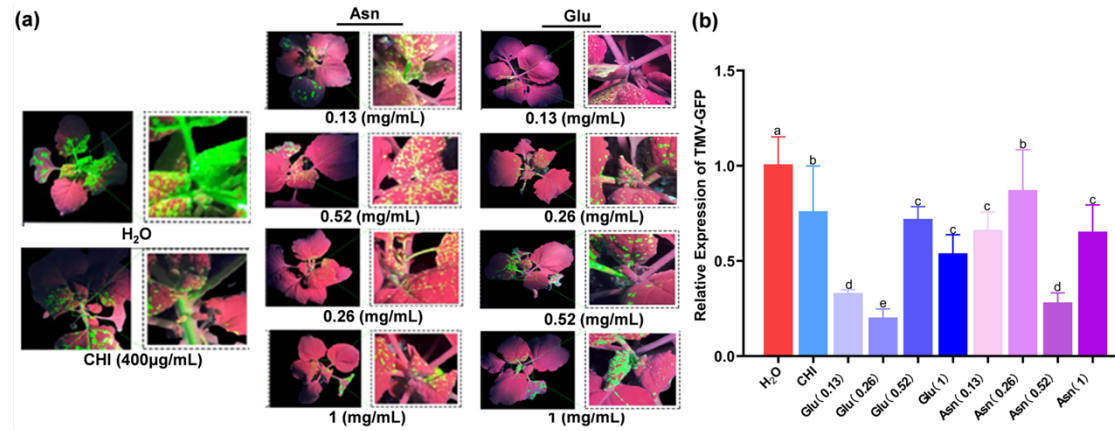 (a)
Asn
Glu
H₂O
CHI (400μg/mL)
0.13 (mg/mL)
0.52 (mg/mL)
0.26 (mg/mL)
1 (mg/mL)
0.13 (mg/mL)
0.26 (mg/mL)
0.52 (mg/mL)
1 (mg/mL)
(b)
Relative Expression of TMV-GFP
1.5
1.0
0.5
0.0
a
b
d
e
c
c
c
b
d
c
H₂O
CHI
Glu(0.13)
Glu(0.26)
Glu(0.52)
Glu(1)
Asn(0.13)
Asn(0.26)
Asn(0.52)
Asn(1)